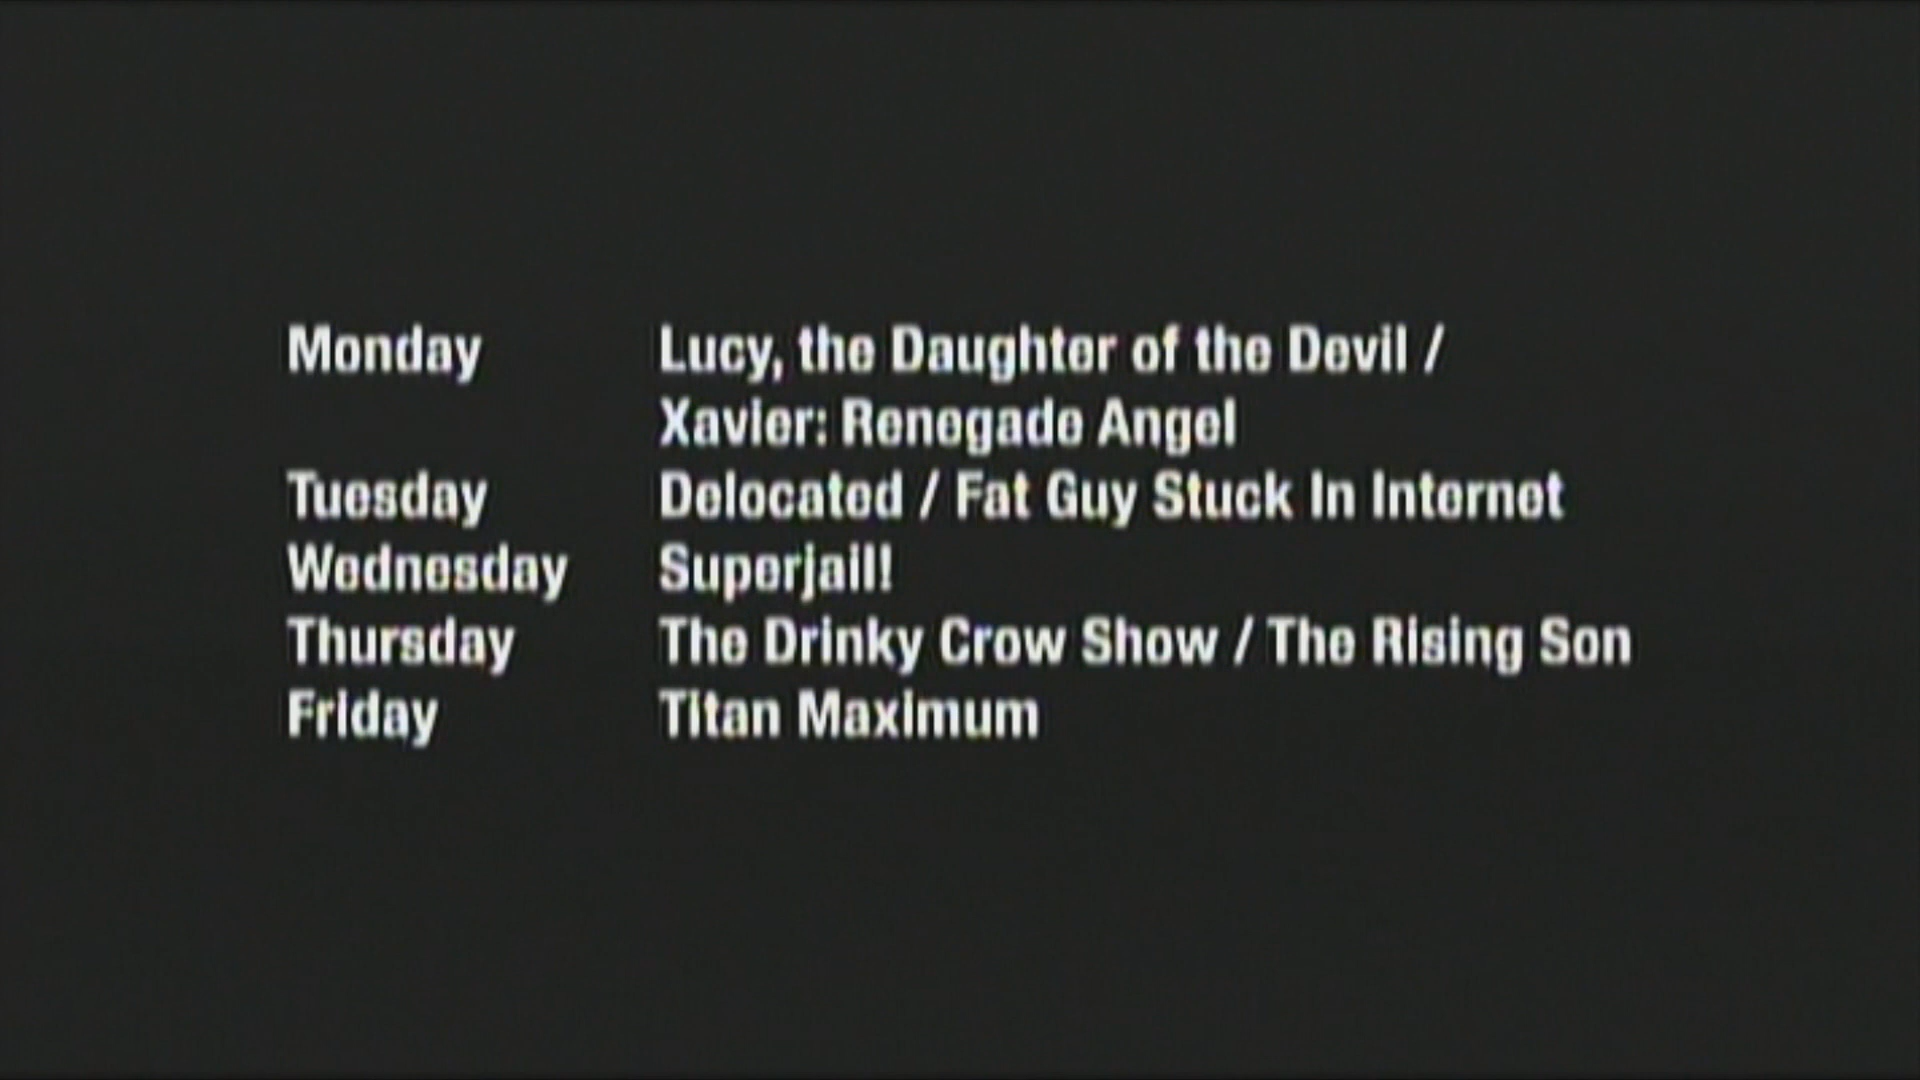 Monday Lucy, the Daughter of the Devil /
Xavier: Renegade Angel
Tuesday Delocated / Fat Guy Stuck In Internet
Wednesday Superjail!
Thursday The Drinky Crow Show / The Rising Son
Friday Titan Maximum